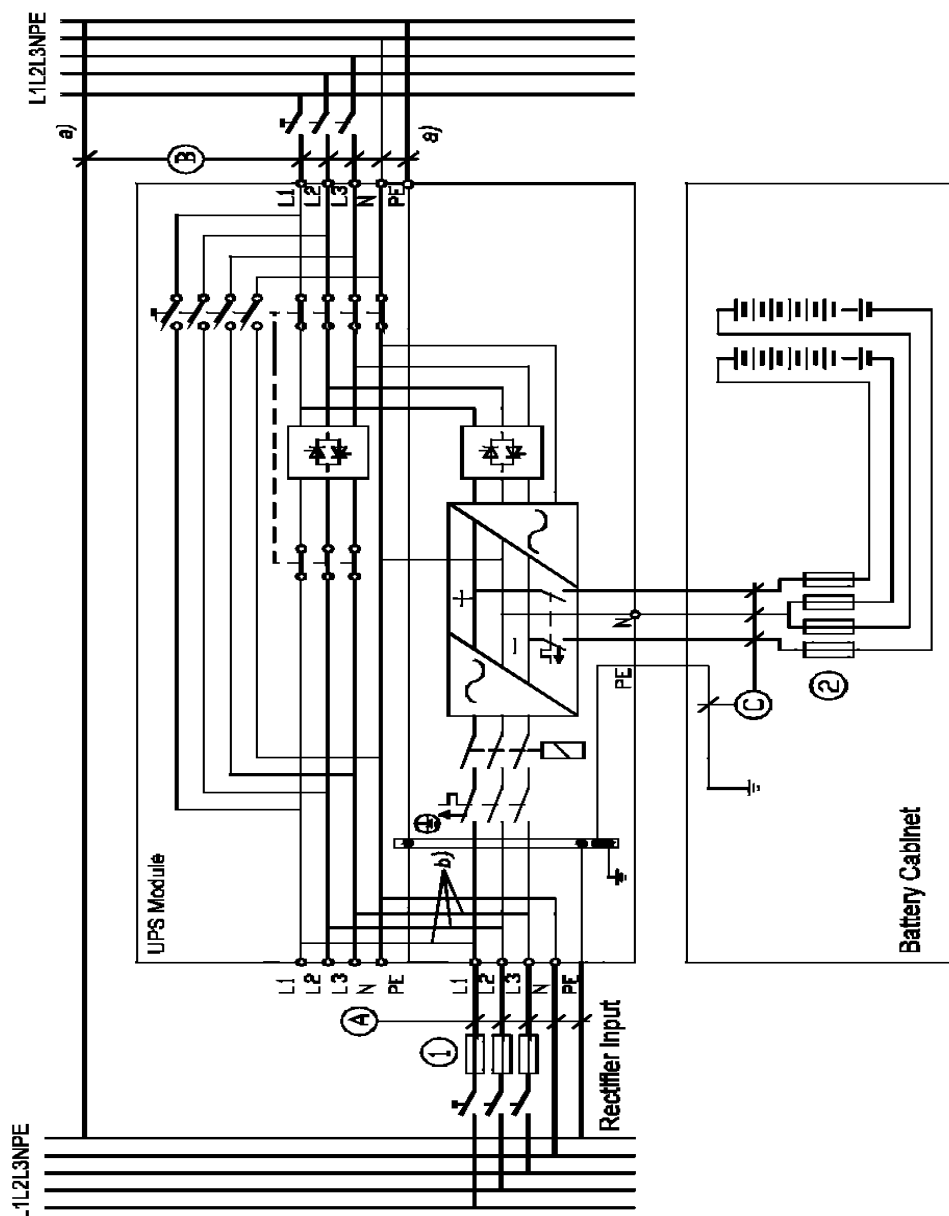 L1L2L3NPE
a)
B
a)
L1
L2
L3
N
PE
UPS Module
N
PE
b)
L1
L2
L3
N
PE
L1
L2
L3
N
PE
A
1
Rectifier Input
C
2
Battery Cabinet
L1L2L3NPE